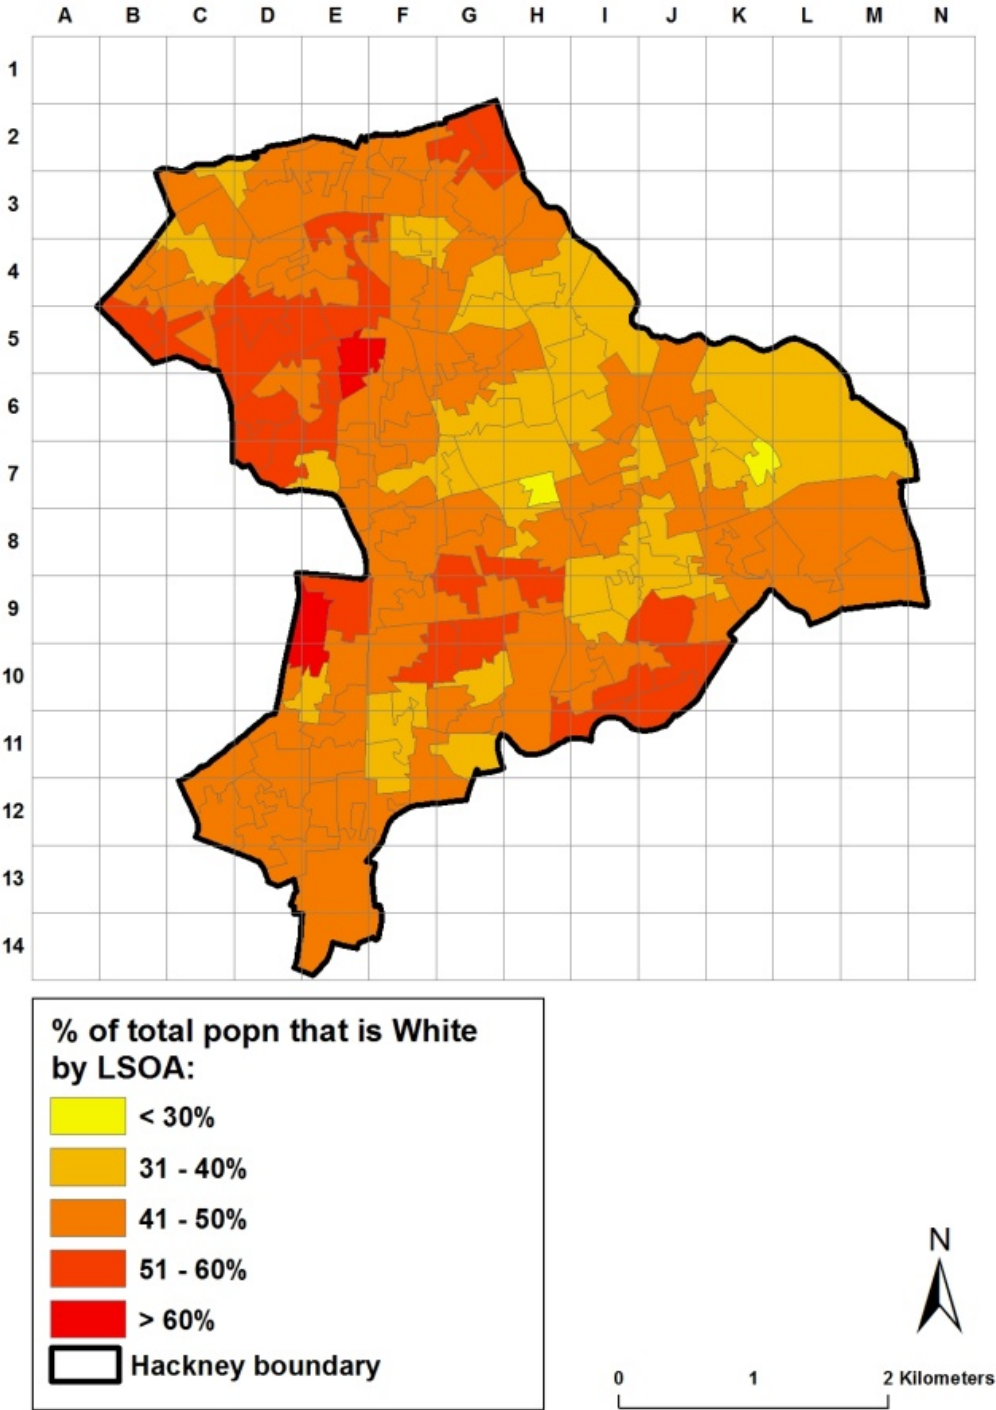 A B C D E F G H I J K L M N
1
2
3
4
5
6
7
8
9
10
11
12
13
14
% of total popn that is White
by LSOA:
< 30%
31 - 40%
41 - 50%
51 - 60%
> 60%
Hackney boundary
N
0 1 2 Kilometers